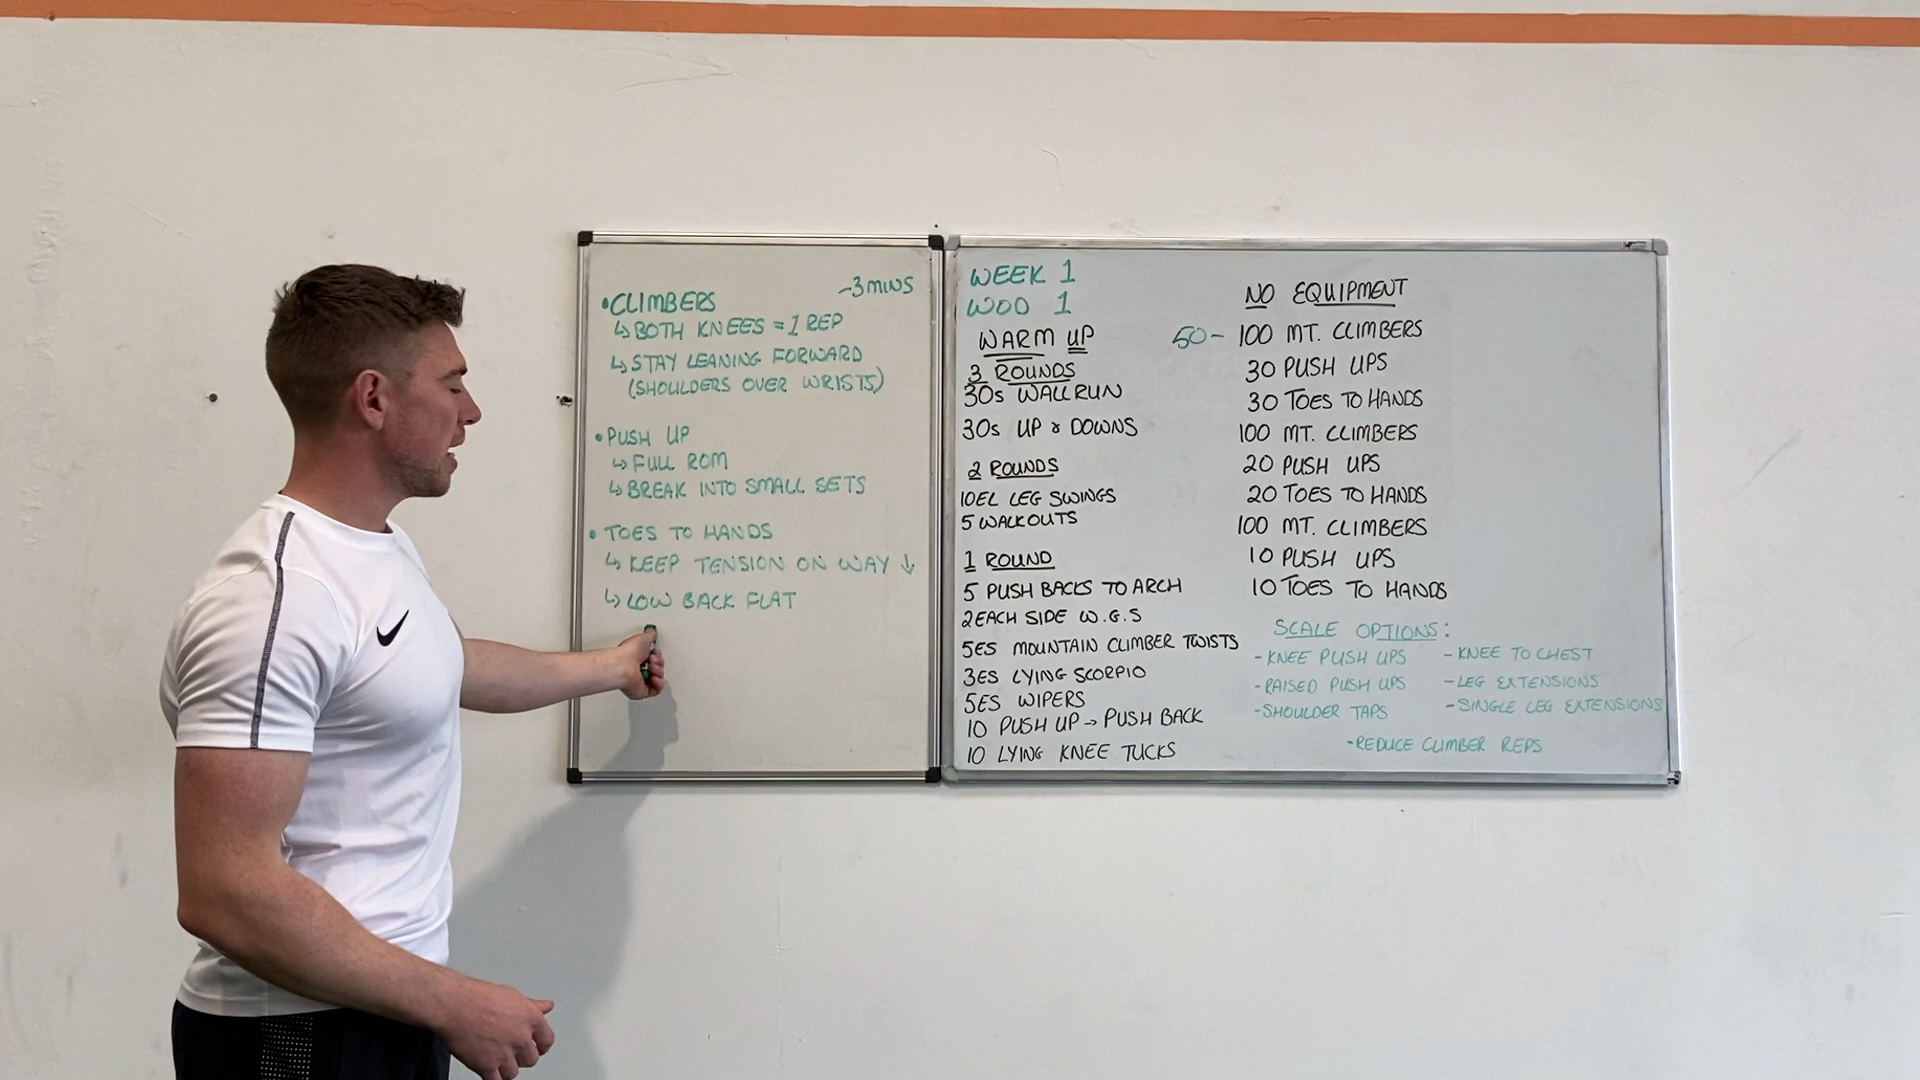 -3 MINS
•CLIMBERS
↳BOTH KNEES = 1 REP
↳STAY LEANING FORWARD
(SHOULDERS OVER WRISTS)
•PUSH UP
↳FULL ROM
↳BREAK INTO SMALL SETS
•TOES TO HANDS
↳KEEP TENSION ON WAY ↓
↳LOW BACK FLAT
WEEK 1
WOD 1
WARM UP
3 ROUNDS
30s WALL RUN
30s UP & DOWNS
2 ROUNDS
10EL LEG SWINGS
5 WALKOUTS
1 ROUND
5 PUSH BACKS TO ARCH
2EACH SIDE W.G.S
5ES MOUNTAIN CLIMBER TWISTS
3ES LYING SCORPIO
5ES WIPERS
10 PUSH UP → PUSH BACK
10 LYING KNEE TUCKS
NO EQUIPMENT
50- 100 MT. CLIMBERS
30 PUSH UPS
30 TOES TO HANDS
100 MT. CLIMBERS
20 PUSH UPS
20 TOES TO HANDS
100 MT. CLIMBERS
10 PUSH UPS
10 TOES TO HANDS
SCALE OPTIONS:
-KNEE PUSH UPS
-RAISED PUSH UPS
-SHOULDER TAPS
-KNEE TO CHEST
-LEG EXTENSIONS
-SINGLE LEG EXTENSIONS
-REDUCE CLIMBER REPS